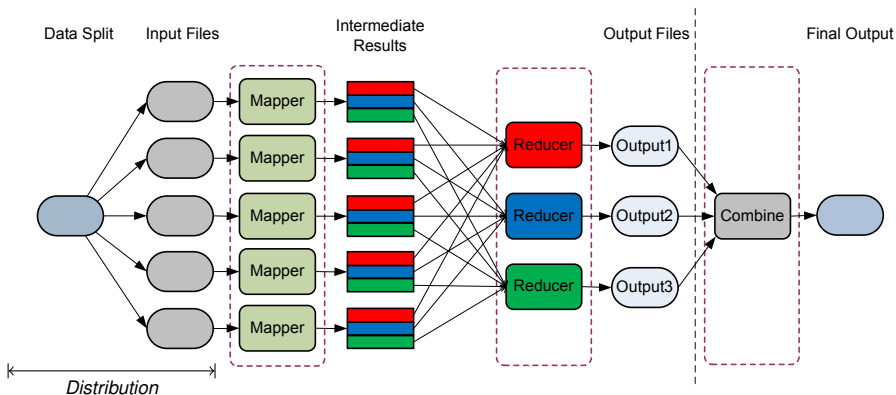 Data Split
Input Files
Intermediate
Results
Output Files
Final Output
Mapper
Mapper
Mapper
Mapper
Mapper
Reducer
Reducer
Reducer
Output1
Output2
Output3
Combine
Distribution